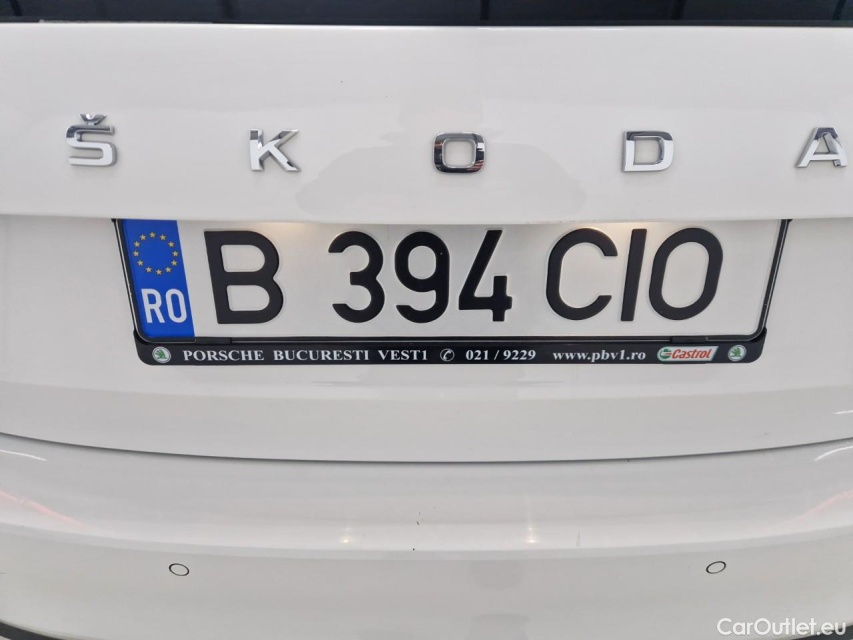 ŠKODA
RO B 394 CIO
PORSCHE BUCURESTI VEST1 ✆ 021 / 9229 www.pbv1.ro Castrol
CarOutlet.eu